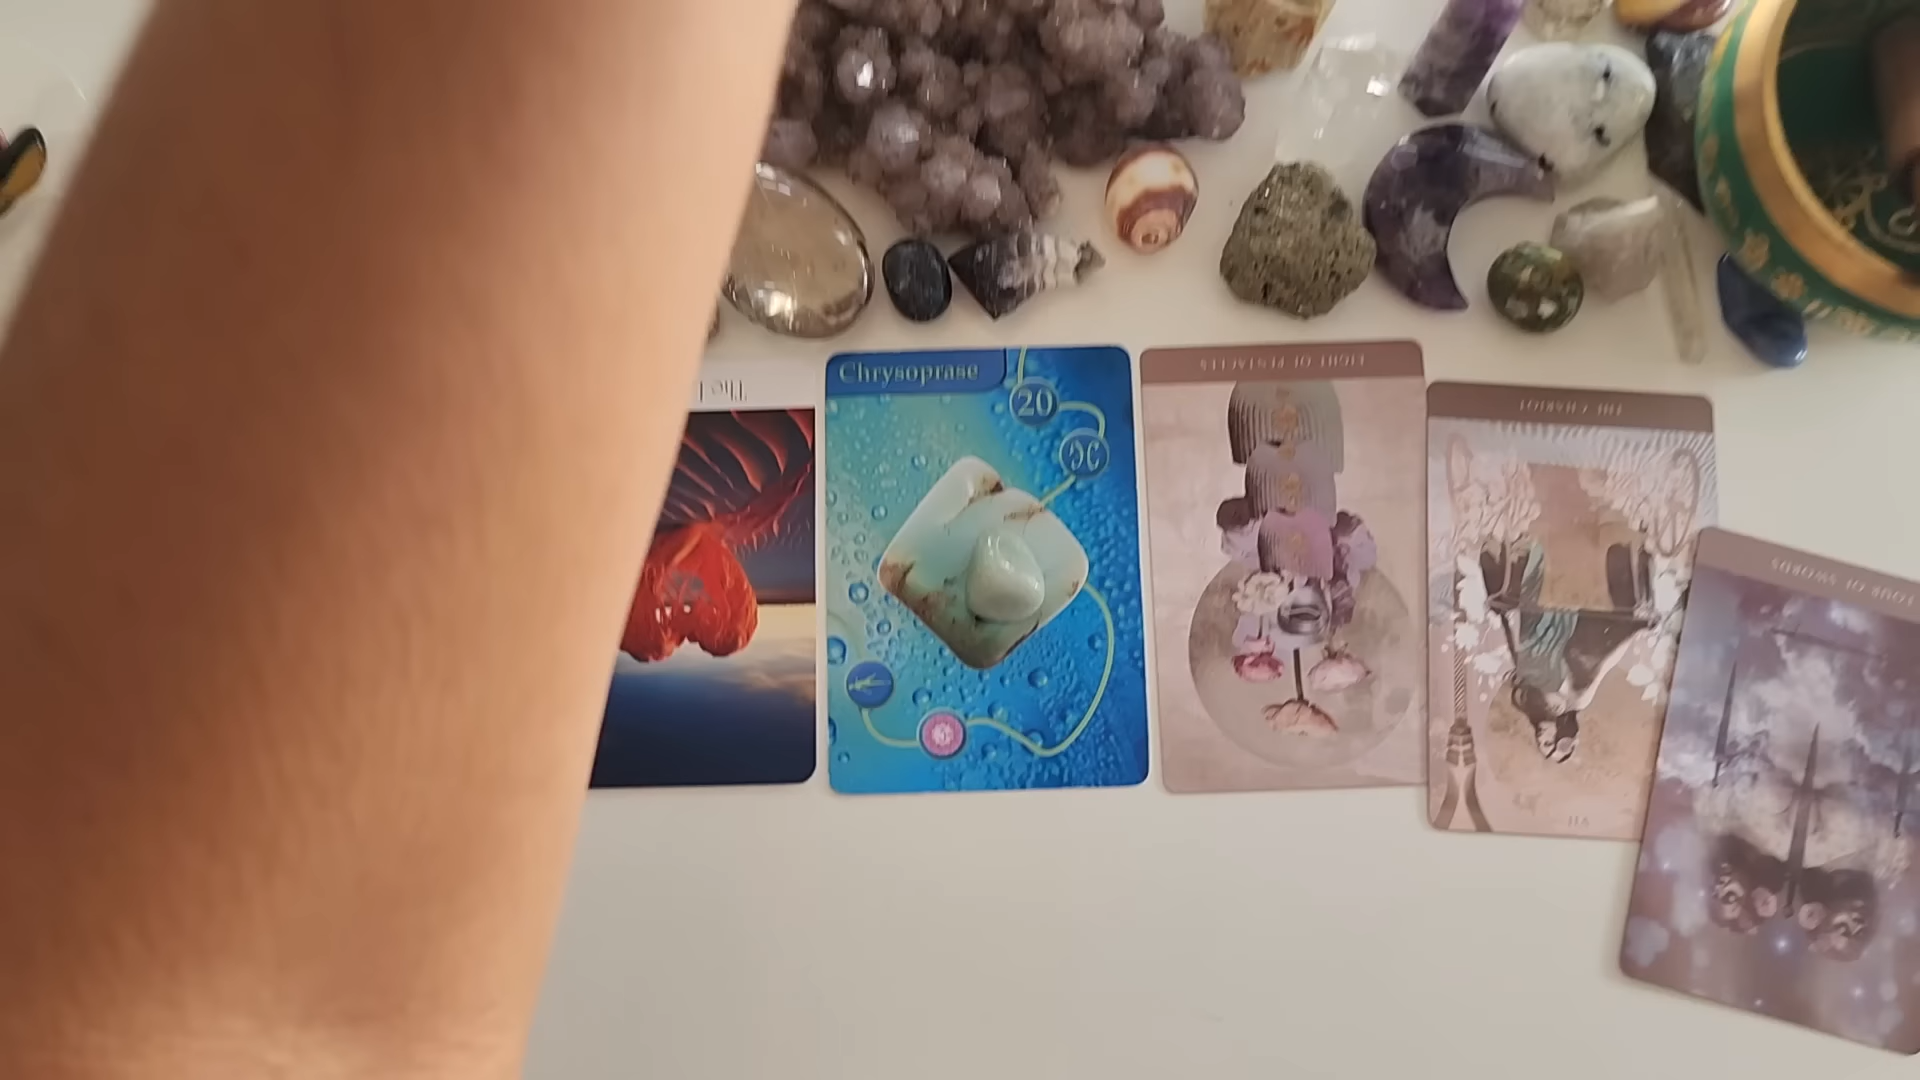 Chrysoprase
20
EIGHT OF PENTACLES
THE CHARIOT
VII
FOUR OF SWORDS